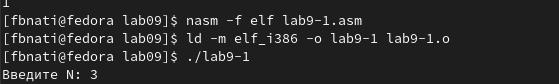 [fbnati@fedora lab09]$ nasm -f elf lab9-1.asm
[fbnati@fedora lab09]$ ld -m elf_i386 -o lab9-1 lab9-1.o
[fbnati@fedora lab09]$ ./lab9-1
Введите N: 3